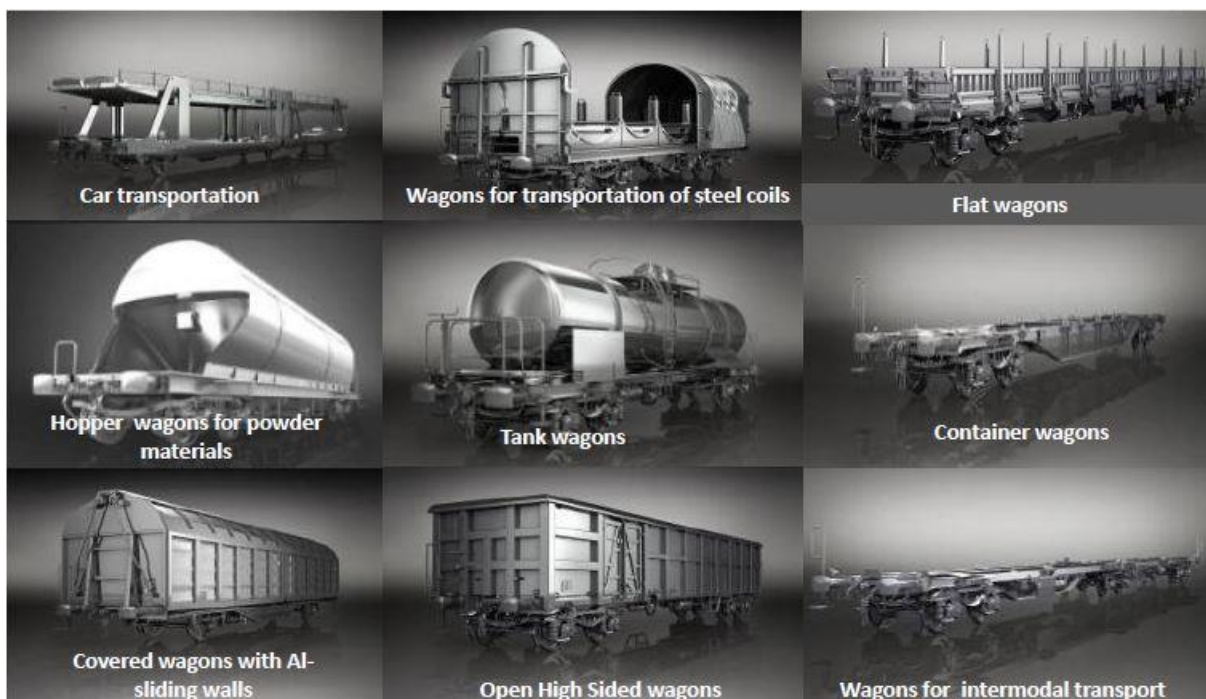 Car transportation
Wagons for transportation of steel coils
Flat wagons
Hopper wagons for powder
materials
Tank wagons
Container wagons
Covered wagons with Al-
sliding walls
Open High Sided wagons
Wagons for intermodal transport